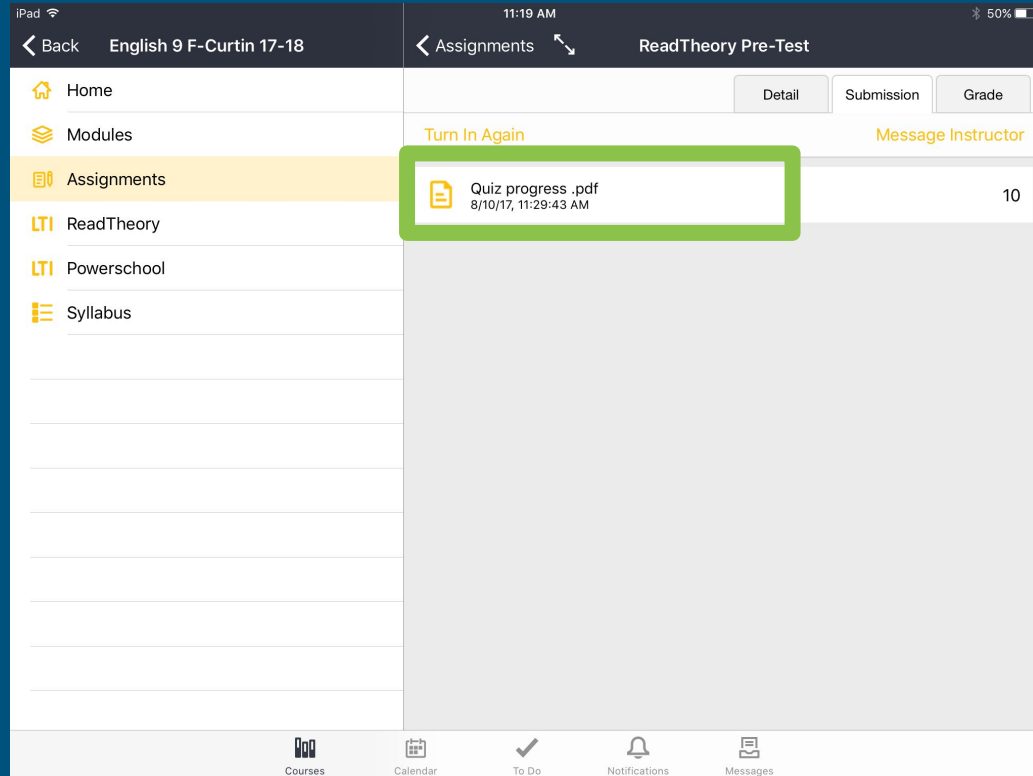 iPad 11:19 AM 50%
Back English 9 F-Curtin 17-18
Assignments ReadTheory Pre-Test
Home
Modules
Assignments
LTI ReadTheory
LTI Powerschool
Syllabus
Detail Submission Grade
Turn In Again Message Instructor
Quiz progress .pdf 10
8/10/17, 11:29:43 AM
Courses Calendar To Do Notifications Messages